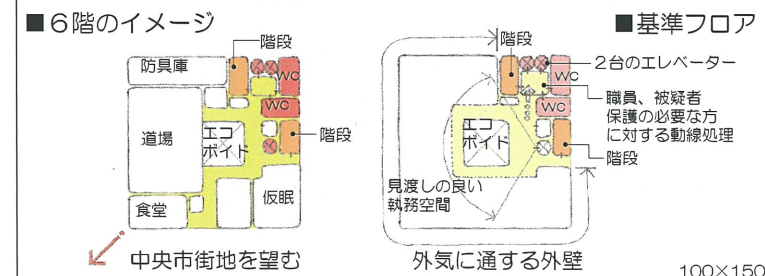 ■6階のイメージ
■基準フロア
階段
防具庫
WC
WC
道場
エコ
ボイド
階段
食堂
仮眠
中央市街地を望む
階段
2台のエレベーター
WC
WC
職員、被疑者
保護の必要な方
に対する動線処理
エコ
ボイド
階段
見渡しの良い
執務空間
外気に通する外壁
100×150